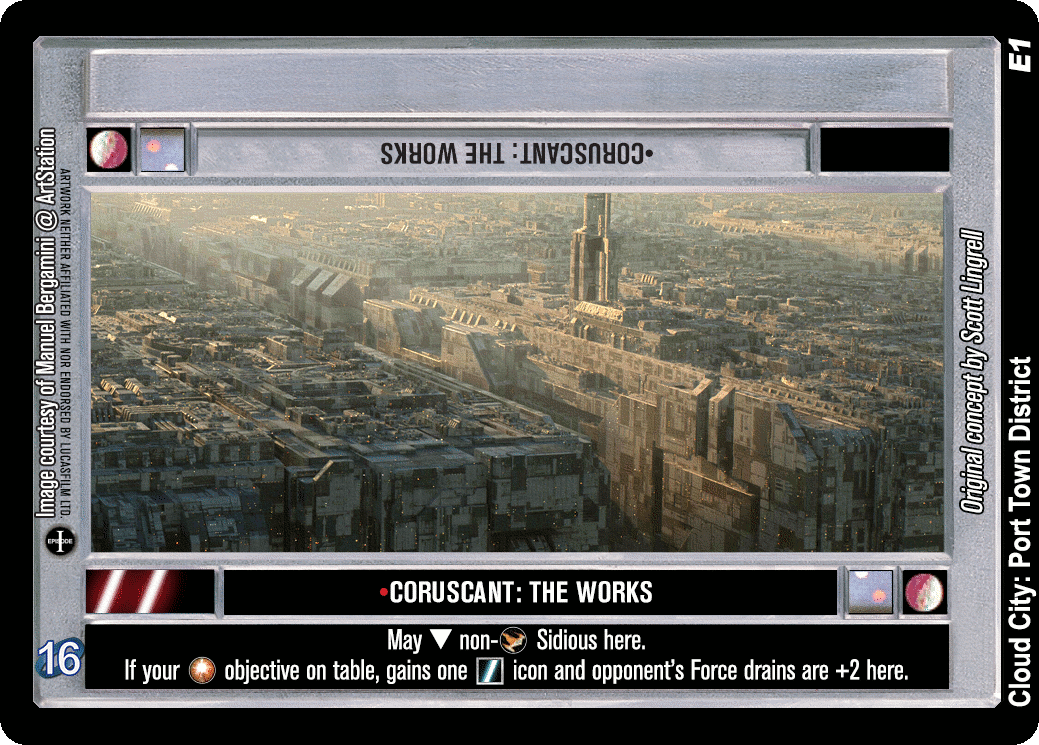 •CORUSCANT: THE WORKS
Image courtesy of Manuel Bergamini @ ArtStation
ARTWORK NEITHER AFFILIATED WITH NOR ENDORSED BY LUCASFILM LTD.
EPISODE
I
16
•CORUSCANT: THE WORKS
May non- Sidious here.
If your objective on table, gains one icon and opponent's Force drains are +2 here.
Original concept by Scott Lingrell
Cloud City: Port Town District E1